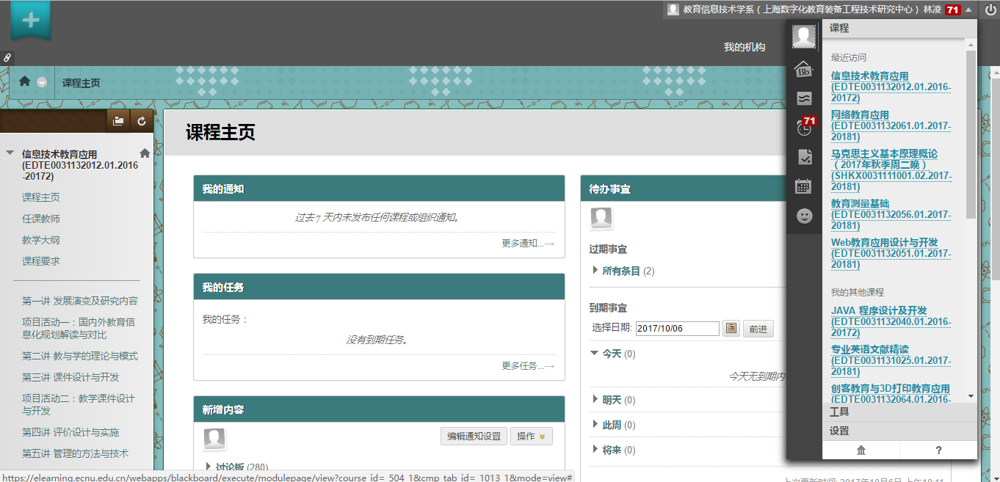 教育信息技术学系（上海数字化教育装备工程技术研究中心）林凌 71
我的机构
课程主页
信息技术教育应用
(EDTE0031132012.01.2016
-20172)
课程主页
任课教师
教学大纲
课程要求
第一讲 发展演变及研究内容
项目活动一：国内外教育信
息化规划解读与对比
第二讲 教与学的理论与模式
第三讲 课件设计与开发
项目活动二：教学课件设计
与开发
第四讲 评价设计与实施
第五讲 管理的方法与技术
课程主页
我的通知
过去 7 天内未发布任何课程或组织通知。
更多通知...→
我的任务
我的任务：
没有到期任务。
更多任务...→
新增内容
编辑通知设置
操作
讨论板 (280)
待办事宜
过期事宜
所有条目 (2)
到期事宜
选择日期: 2017/10/06 前进
今天 (0)
今天无到期内
明天 (0)
此周 (0)
将来 (0)
上次更新时间: 2017年10月6日 上午10:11
Bb
71
课程
最近访问
信息技术教育应用
(EDTE0031132012.01.2016-
20172)
网络教育应用
(EDTE0031132061.01.2017-
20181)
马克思主义基本原理概论
（2017年秋季周二晚）
(SHKX0031111001.02.2017-
20181)
教育测量基础
(EDTE0031132056.01.2017-
20181)
Web教育应用设计与开发
(EDTE0031132051.01.2017-
20181)
我的其他课程
JAVA 程序设计及开发
(EDTE0031132040.01.2016-
20172)
专业英语文献精读
(EDTE0031131025.01.2017-
20181)
创客教育与3D打印教育应用
(EDTE0031132064.01.2016-
工具
设置
?
https://elearning.ecnu.edu.cn/webapps/blackboard/execute/modulepage/view?course_id=_504_1&cmp_tab_id=_1013_1&mode=view#